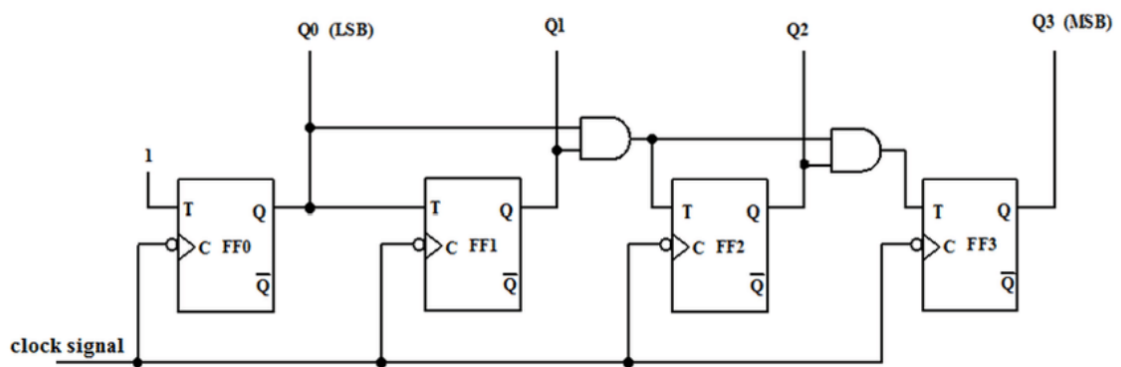 Q0 (LSB)
Q1
Q2
Q3 (MSB)
1
T Q
C FF0
Q̅
T Q
C FF1
Q̅
T Q
C FF2
Q̅
T Q
C FF3
Q̅
clock signal